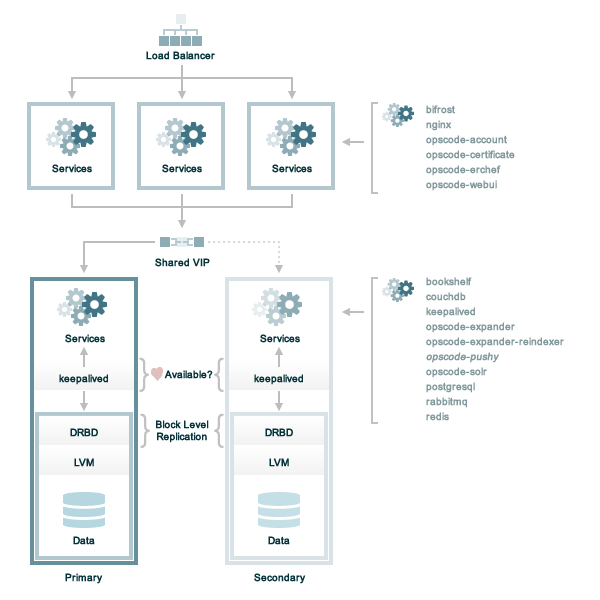 Load Balancer
Services
Services
Services
bifrost
nginx
opscode-account
opscode-certificate
opscode-erchef
opscode-webui
Shared VIP
Services
Services
bookshelf
couchdb
keepalived
opscode-expander
opscode-expander-reindexer
opscode-pushy
opscode-solr
postgresql
rabbitmq
redis
keepalived
Available?
keepalived
DRBD
Block Level
Replication
DRBD
LVM
LVM
Data
Data
Primary
Secondary